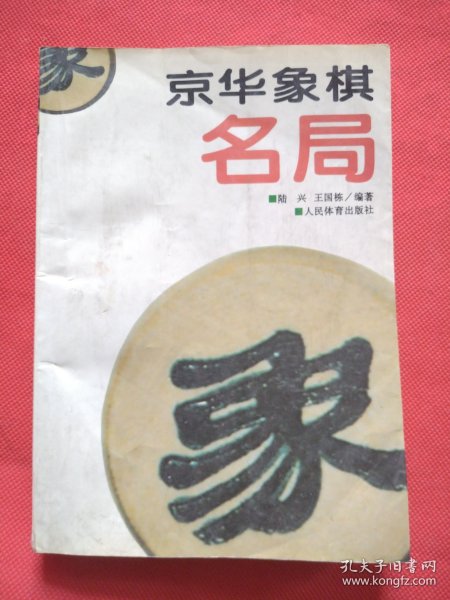 象
京华象棋
名局
■陆 兴 王国栋/编著
■人民体育出版社
象
孔夫子旧书网
www.kongfz.com